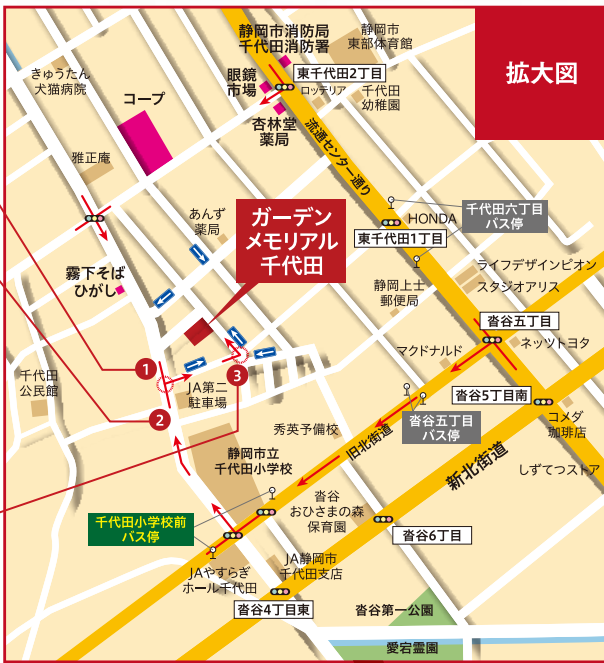 静岡市消防局
千代田消防署
静岡市
東部体育館
拡大図
きゅうたん
犬猫病院
コープ
眼鏡
市場
東千代田2丁目
ロッテリア
千代田
幼稚園
杏林堂
薬局
流通センター通り
雅正庵
あんず
薬局
ガーデン
メモリアル
千代田
HONDA
千代田六丁目
バス停
東千代田1丁目
霧下そば
ひがし
静岡上土
郵便局
ライフデザインピオン
スタジオアリス
沓谷五丁目
ネッツトヨタ
マクドナルド
1
3
2
千代田
公民館
JA第二
駐車場
沓谷5丁目南
コメダ
珈琲店
沓谷五丁目
バス停
秀英予備校
旧北街道
新北街道
しずてつストア
静岡市立
千代田小学校
千代田小学校前
バス停
沓谷
おひさまの森
保育園
沓谷6丁目
JAやすらぎ
ホール千代田
JA静岡市
千代田支店
沓谷4丁目東
沓谷第一公園
愛宕霊園